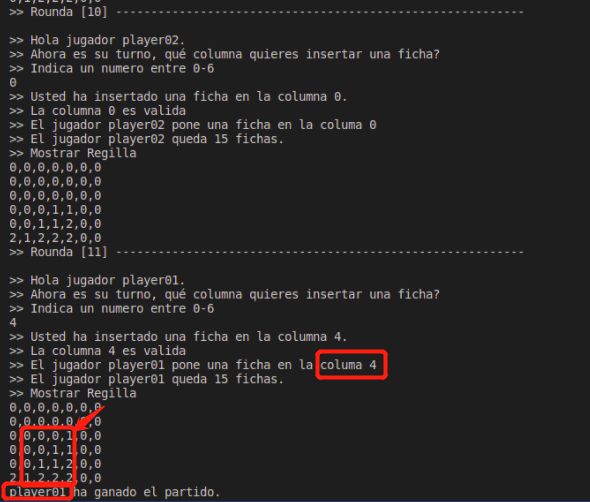 0,1,2,2,2,0,0
>> Rounda [10] ----------------------------------------------------------
>> Hola jugador player02.
>> Ahora es su turno, qué columna quieres insertar una ficha?
>> Indica un numero entre 0-6
0
>> Usted ha insertado una ficha en la columna 0.
>> La columna 0 es valida
>> El jugador player02 pone una ficha en la columa 0
>> El jugador player02 queda 15 fichas.
>> Mostrar Regilla
0,0,0,0,0,0,0
0,0,0,0,0,0,0
0,0,0,0,0,0,0
0,0,0,1,1,0,0
0,0,1,1,2,0,0
2,1,2,2,2,0,0
>> Rounda [11] ----------------------------------------------------------
>> Hola jugador player01.
>> Ahora es su turno, qué columna quieres insertar una ficha?
>> Indica un numero entre 0-6
4
>> Usted ha insertado una ficha en la columna 4.
>> La columna 4 es valida
>> El jugador player01 pone una ficha en la columa 4
>> El jugador player01 queda 15 fichas.
>> Mostrar Regilla
0,0,0,0,0,0,0
0,0,0,0,0,0,0
0,0,0,0,1,0,0
0,0,0,1,1,0,0
0,0,1,1,2,0,0
2,1,2,2,2,0,0
player01 ha ganado el partido.